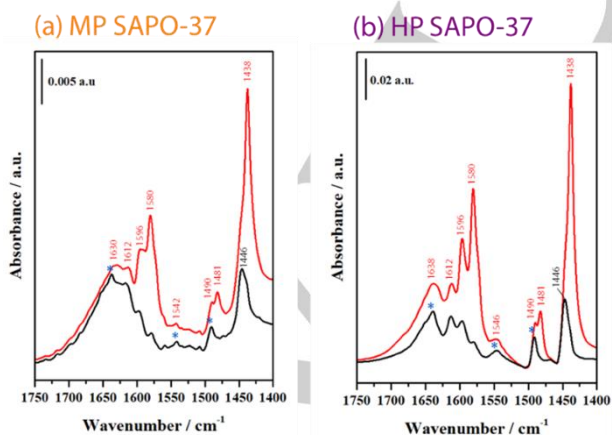 (a) MP SAPO-37
0.005 a.u
1438
1580
1596
1612
1630
1542
1490
1481
1446
*
*
*
Absorbance / a.u.
1750 1700 1650 1600 1550 1500 1450 1400
Wavenumber / cm⁻¹
(b) HP SAPO-37
0.02 a.u
1438
1580
1596
1612
1638
1546
1490
1481
1446
*
*
*
Absorbance / a.u.
1750 1700 1650 1600 1550 1500 1450 1400
Wavenumber / cm⁻¹